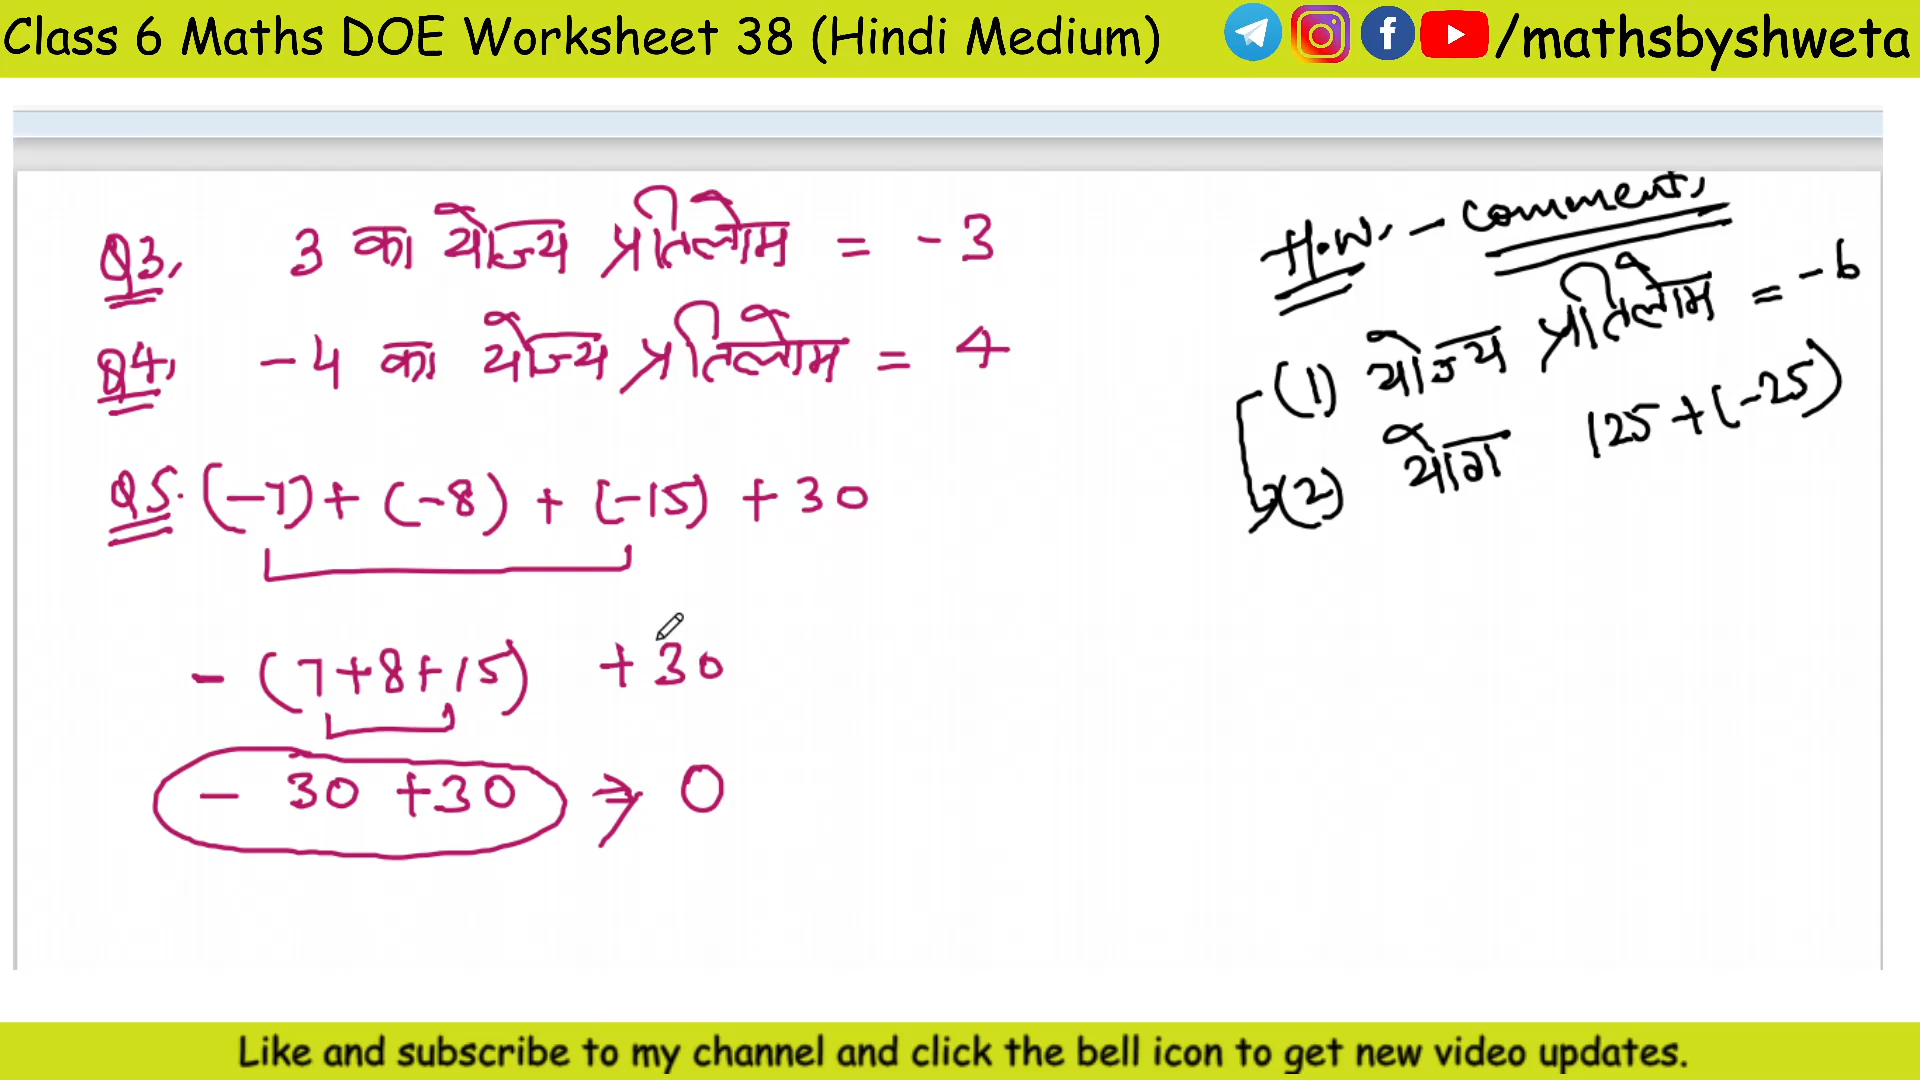 Class 6 Maths DOE Worksheet 38 (Hindi Medium)
/mathsbyshweta
Q3, 3 का योज्य प्रतिलोम = -3
Q4, -4 का योज्य प्रतिलोम = 4
Q5. (-7) + (-8) + (-15) + 30
- (7+8+15) +30
- 30 +30 ⇒ 0
H.W. - comment,
(1) योज्य प्रतिलोम = -6
(2) योग 125 + (-25)
Like and subscribe to my channel and click the bell icon to get new video updates.